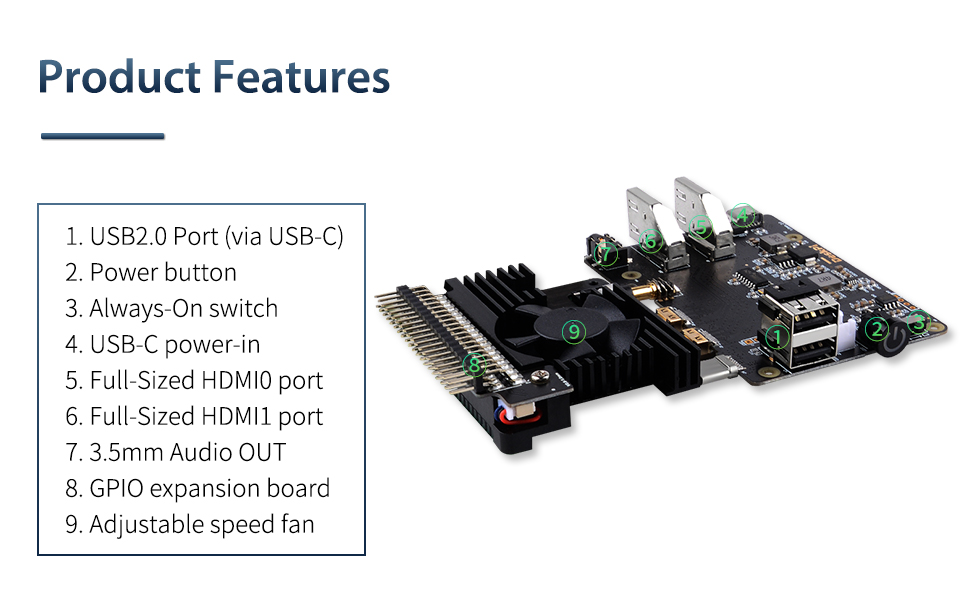 Product Features
1. USB2.0 Port (via USB-C)
2. Power button
3. Always-On switch
4. USB-C power-in
5. Full-Sized HDMI0 port
6. Full-Sized HDMI1 port
7. 3.5mm Audio OUT
8. GPIO expansion board
9. Adjustable speed fan
4
5
6
7
9
1
2
3
8